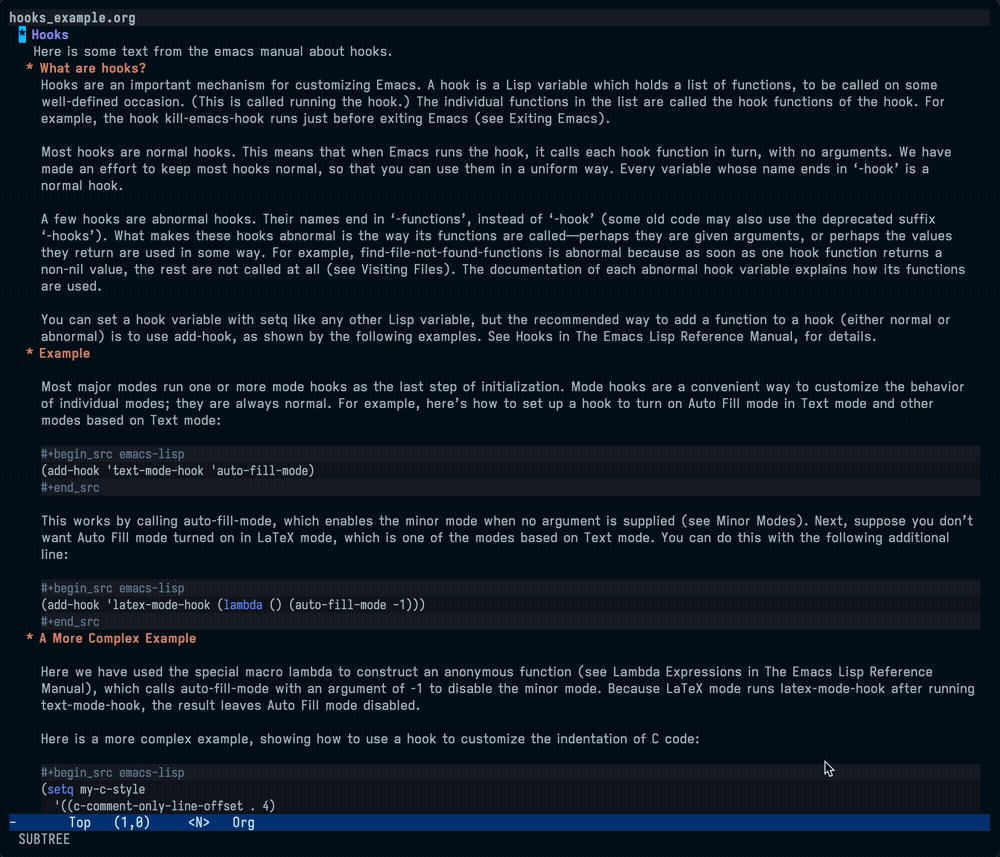 hooks_example.org
* Hooks
Here is some text from the emacs manual about hooks.
* What are hooks?
Hooks are an important mechanism for customizing Emacs. A hook is a Lisp variable which holds a list of functions, to be called on some
well-defined occasion. (This is called running the hook.) The individual functions in the list are called the hook functions of the hook. For
example, the hook kill-emacs-hook runs just before exiting Emacs (see Exiting Emacs).
Most hooks are normal hooks. This means that when Emacs runs the hook, it calls each hook function in turn, with no arguments. We have
made an effort to keep most hooks normal, so that you can use them in a uniform way. Every variable whose name ends in ‘-hook’ is a
normal hook.
A few hooks are abnormal hooks. Their names end in ‘-functions’, instead of ‘-hook’ (some old code may also use the deprecated suffix
‘-hooks’). What makes these hooks abnormal is the way its functions are called—perhaps they are given arguments, or perhaps the values
they return are used in some way. For example, find-file-not-found-functions is abnormal because as soon as one hook function returns a
non-nil value, the rest are not called at all (see Visiting Files). The documentation of each abnormal hook variable explains how its functions
are used.
You can set a hook variable with setq like any other Lisp variable, but the recommended way to add a function to a hook (either normal or
abnormal) is to use add-hook, as shown by the following examples. See Hooks in The Emacs Lisp Reference Manual, for details.
* Example
Most major modes run one or more mode hooks as the last step of initialization. Mode hooks are a convenient way to customize the behavior
of individual modes; they are always normal. For example, here’s how to set up a hook to turn on Auto Fill mode in Text mode and other
modes based on Text mode:
#+begin_src emacs-lisp
(add-hook 'text-mode-hook 'auto-fill-mode)
#+end_src
This works by calling auto-fill-mode, which enables the minor mode when no argument is supplied (see Minor Modes). Next, suppose you don’t
want Auto Fill mode turned on in LaTeX mode, which is one of the modes based on Text mode. You can do this with the following additional
line:
#+begin_src emacs-lisp
(add-hook 'latex-mode-hook (lambda () (auto-fill-mode -1)))
#+end_src
* A More Complex Example
Here we have used the special macro lambda to construct an anonymous function (see Lambda Expressions in The Emacs Lisp Reference
Manual), which calls auto-fill-mode with an argument of -1 to disable the minor mode. Because LaTeX mode runs latex-mode-hook after running
text-mode-hook, the result leaves Auto Fill mode disabled.
Here is a more complex example, showing how to use a hook to customize the indentation of C code:
#+begin_src emacs-lisp
(setq my-c-style
'((c-comment-only-line-offset . 4)
- Top (1,0) <N> Org
SUBTREE